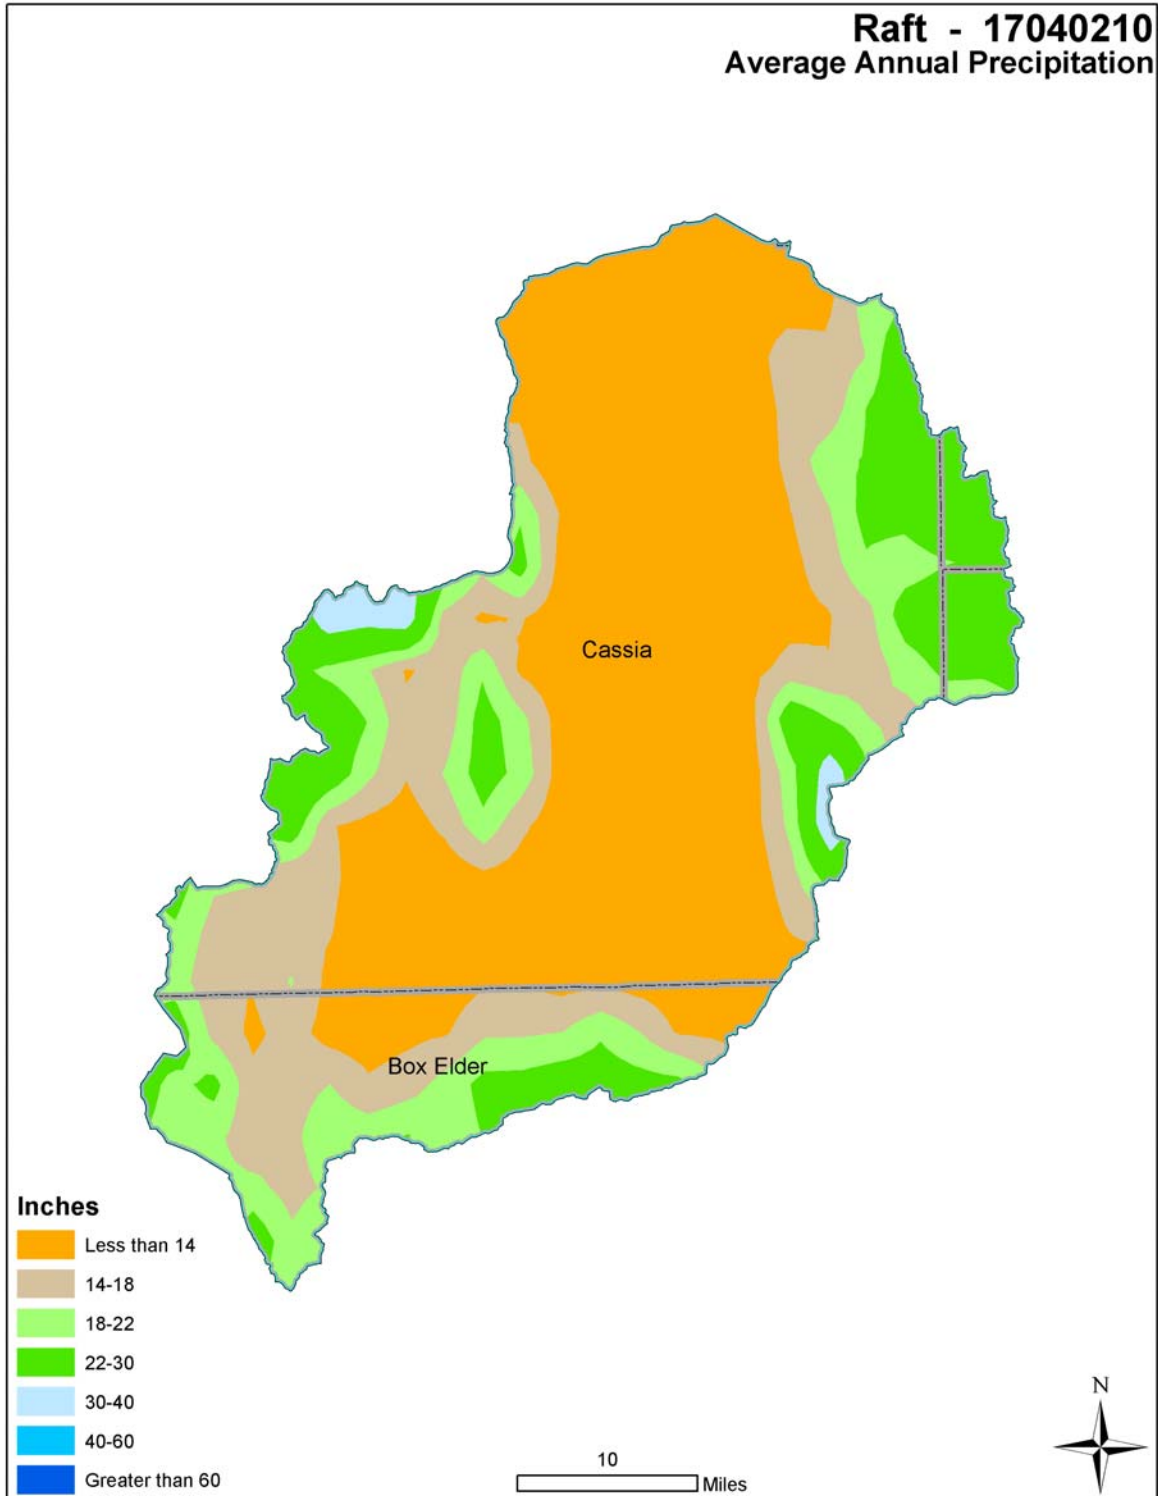 Raft - 17040210
Average Annual Precipitation
Cassia
Box Elder
Inches
Less than 14
14-18
18-22
22-30
30-40
40-60
Greater than 60
10
Miles
N